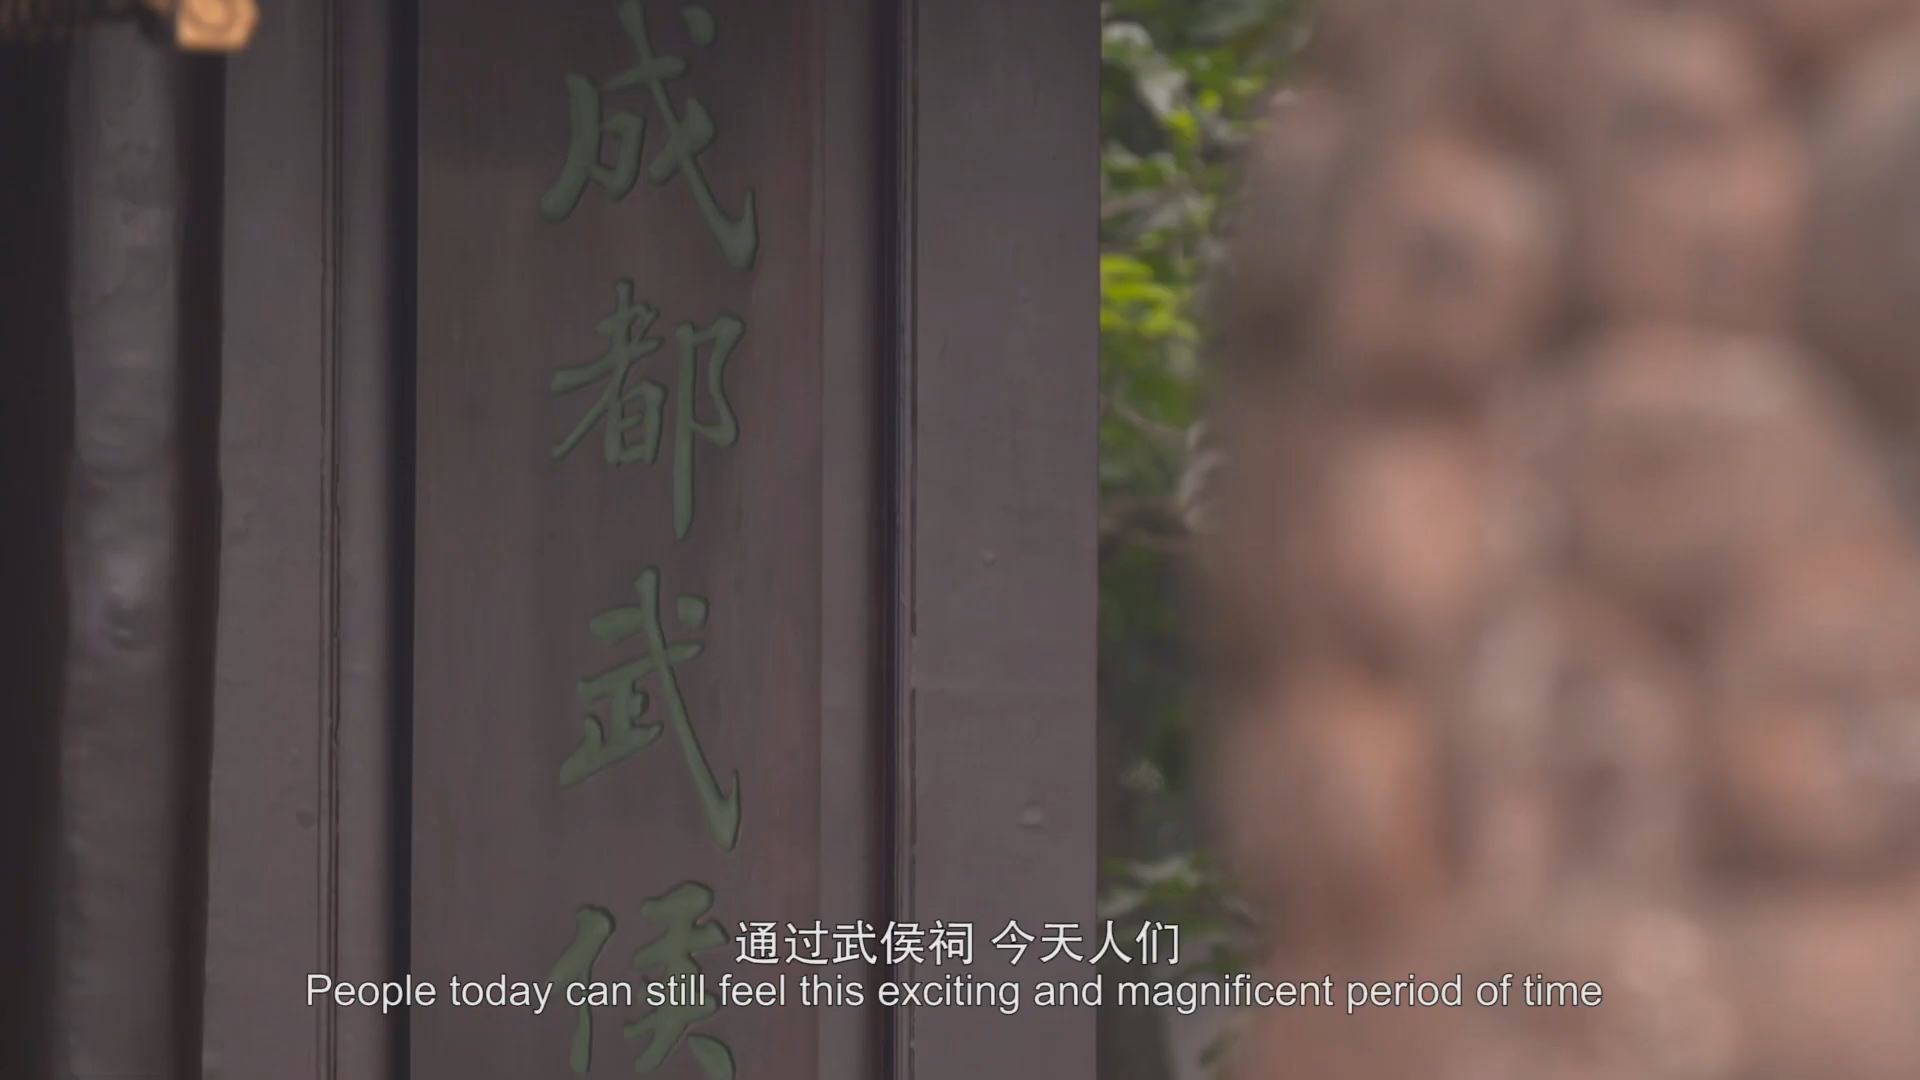 成都武侯
通过武侯祠 今天人们
People today can still feel this exciting and magnificent period of time